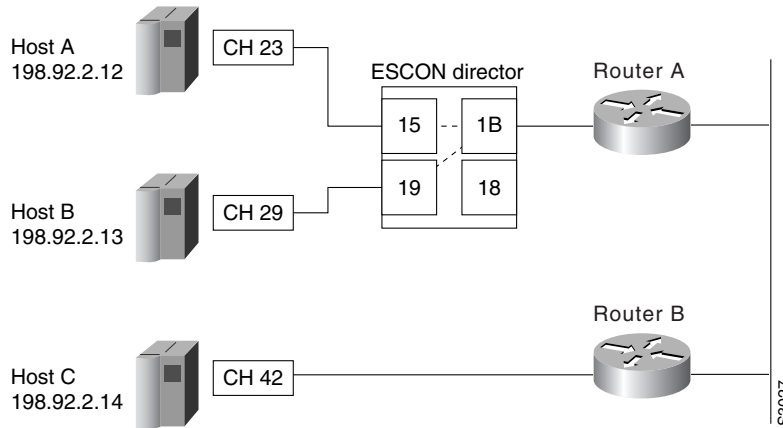 Host A
198.92.2.12
CH 23
ESCON director
15
1B
19
18
Router A
Host B
198.92.2.13
CH 29
Host C
198.92.2.14
CH 42
Router B